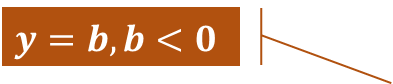 y = b, b < 0